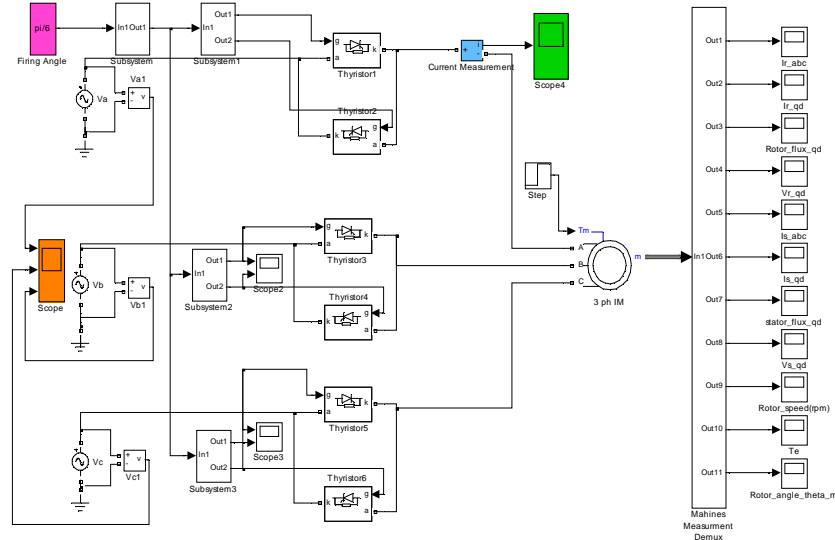 pi/6
Firing Angle
In1 Out1
Subsystem
In1
Out1
Out2
Subsystem1
g
a
k
Thyristor1
+
-
i
Current Measurement
Scope4
Va
Va1
+
-
v
Thyristor2
g
a
k
Step
Scope
Vb
+
-
v
Vb1
In1
Out1
Out2
Subsystem2
Scope2
g
a
k
Thyristor3
Thyristor4
g
a
k
Tm
A
B
C
m
3 ph IM
g
a
k
Thyristor5
Vc
+
-
v
Vc1
In1
Out1
Out2
Subsystem3
Scope3
Thyristor6
g
a
k
In1
Out1
Out2
Out3
Out4
Out5
Out6
Out7
Out8
Out9
Out10
Out11
Mahines
Measurment
Demux
Ir_abc
Ir_qd
Rotor_flux_qd
Vr_qd
Is_abc
Is_qd
stator_flux_qd
Vs_qd
Rotor_speed(rpm)
Te
Rotor_angle_theta_m